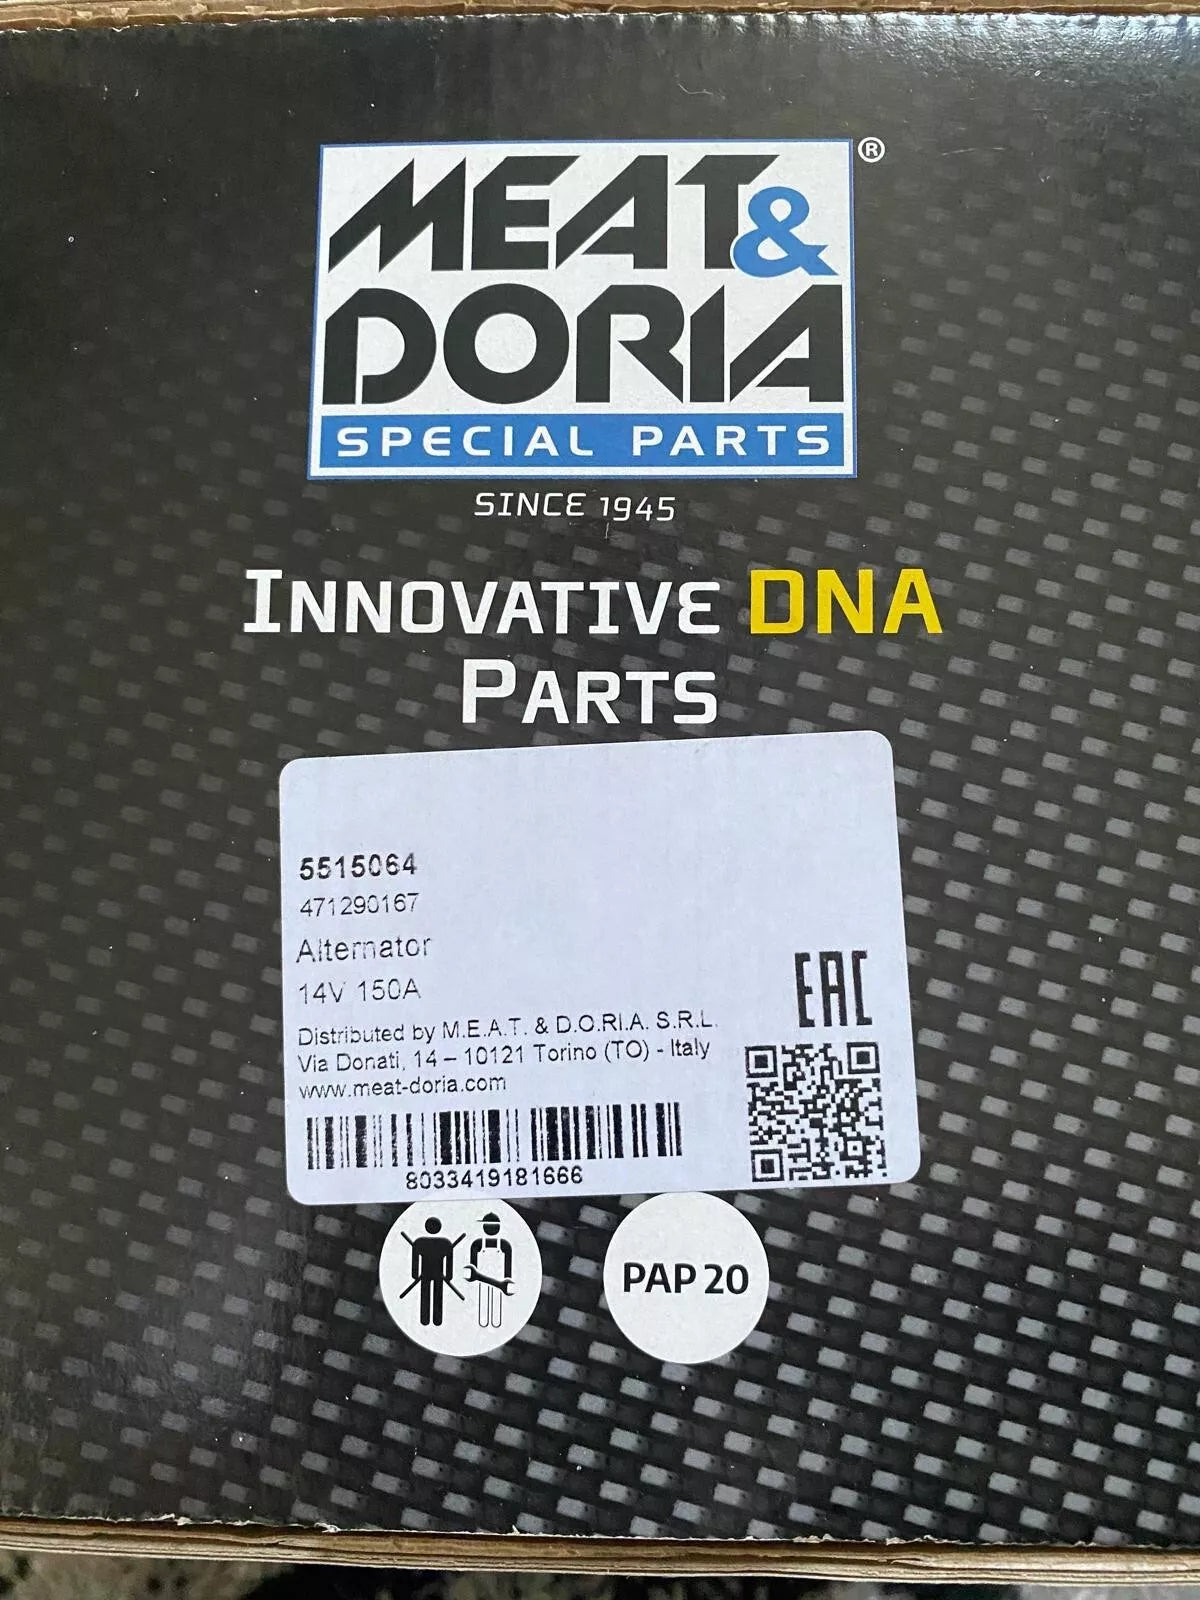 MEAT&
®
DORIA
SPECIAL PARTS
SINCE 1945
INNOVATIVE DNA
PARTS
5515064
471290167
Alternator
14V 150A
Distributed by M.E.A.T. & D.O.RI.A. S.R.L.
Via Donati, 14 – 10121 Torino (TO) - Italy
www.meat-doria.com
EAC
8033419181666
PAP 20